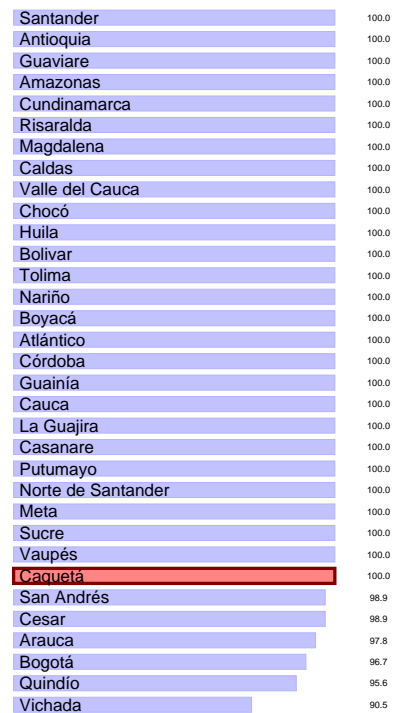 Santander 100.0
Antioquia 100.0
Guaviare 100.0
Amazonas 100.0
Cundinamarca 100.0
Risaralda 100.0
Magdalena 100.0
Caldas 100.0
Valle del Cauca 100.0
Chocó 100.0
Huila 100.0
Bolivar 100.0
Tolima 100.0
Nariño 100.0
Boyacá 100.0
Atlántico 100.0
Córdoba 100.0
Guainía 100.0
Cauca 100.0
La Guajira 100.0
Casanare 100.0
Putumayo 100.0
Norte de Santander 100.0
Meta 100.0
Sucre 100.0
Vaupés 100.0
Caquetá 100.0
San Andrés 98.9
Cesar 98.9
Arauca 97.8
Bogotá 96.7
Quindío 95.6
Vichada 90.5